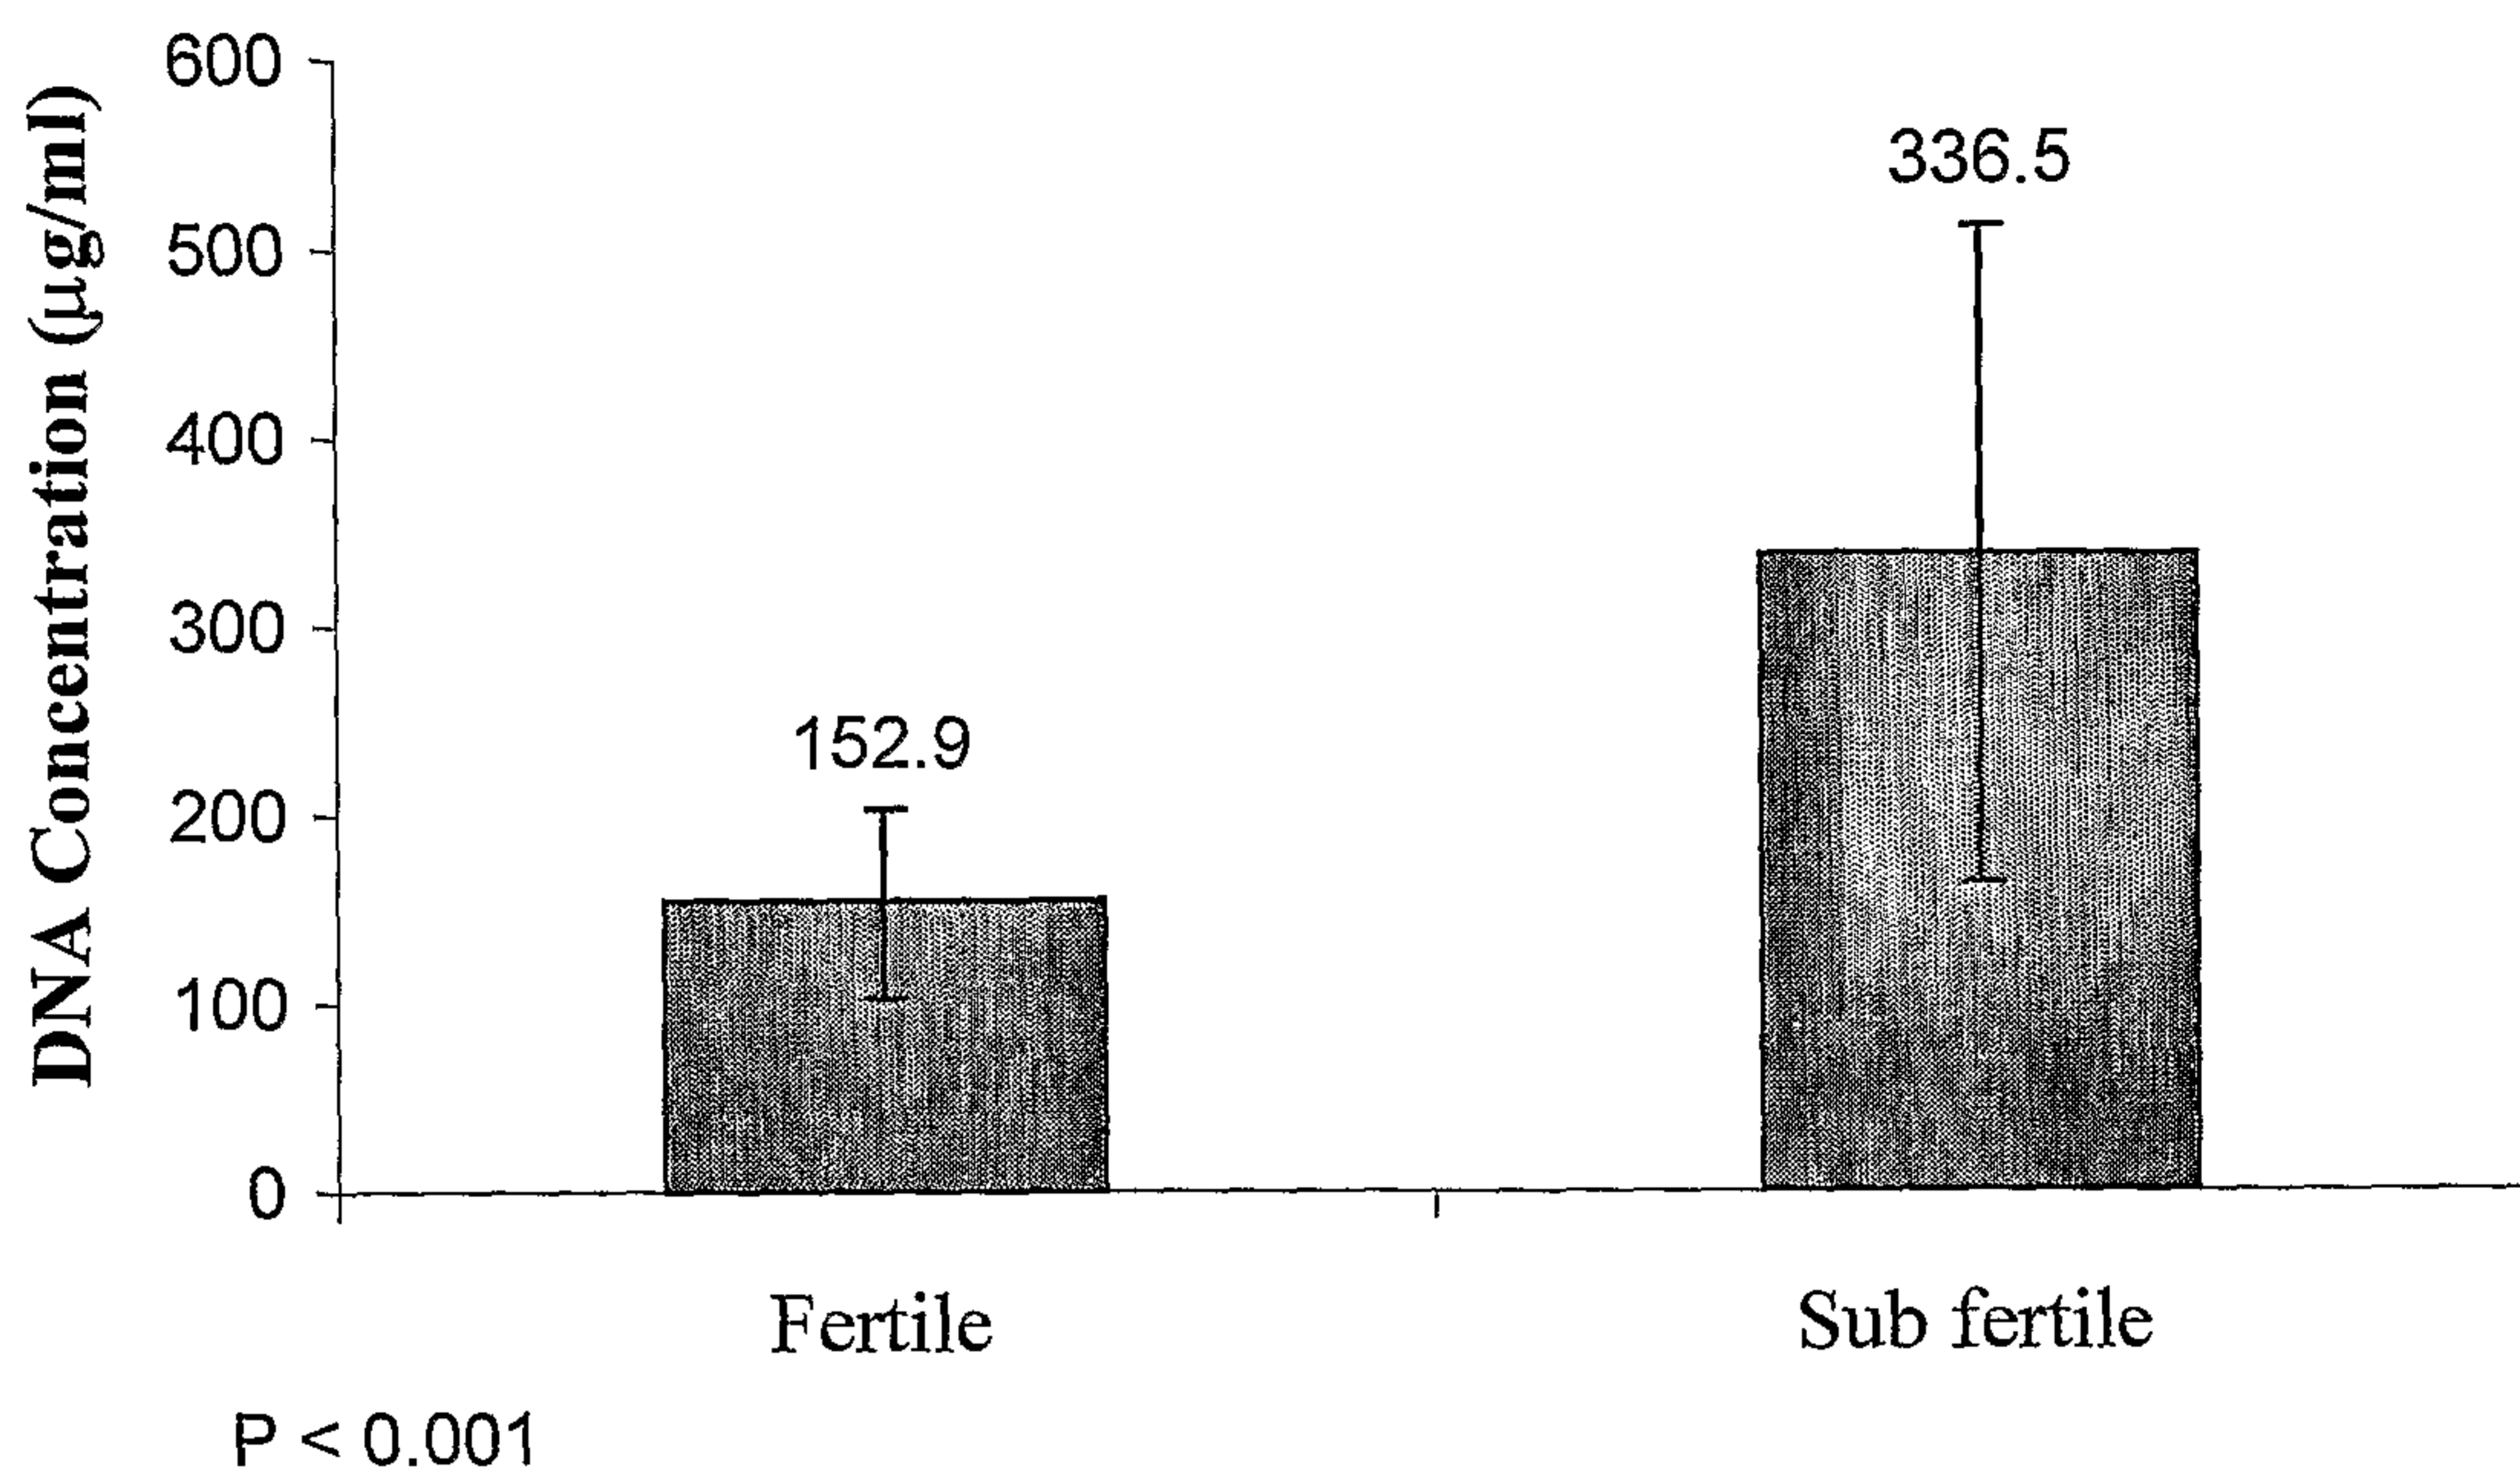 DNA Concentration (µg/ml)
600
500
400
300
200
100
0
152.9
336.5
Fertile
Sub fertile
P < 0.001